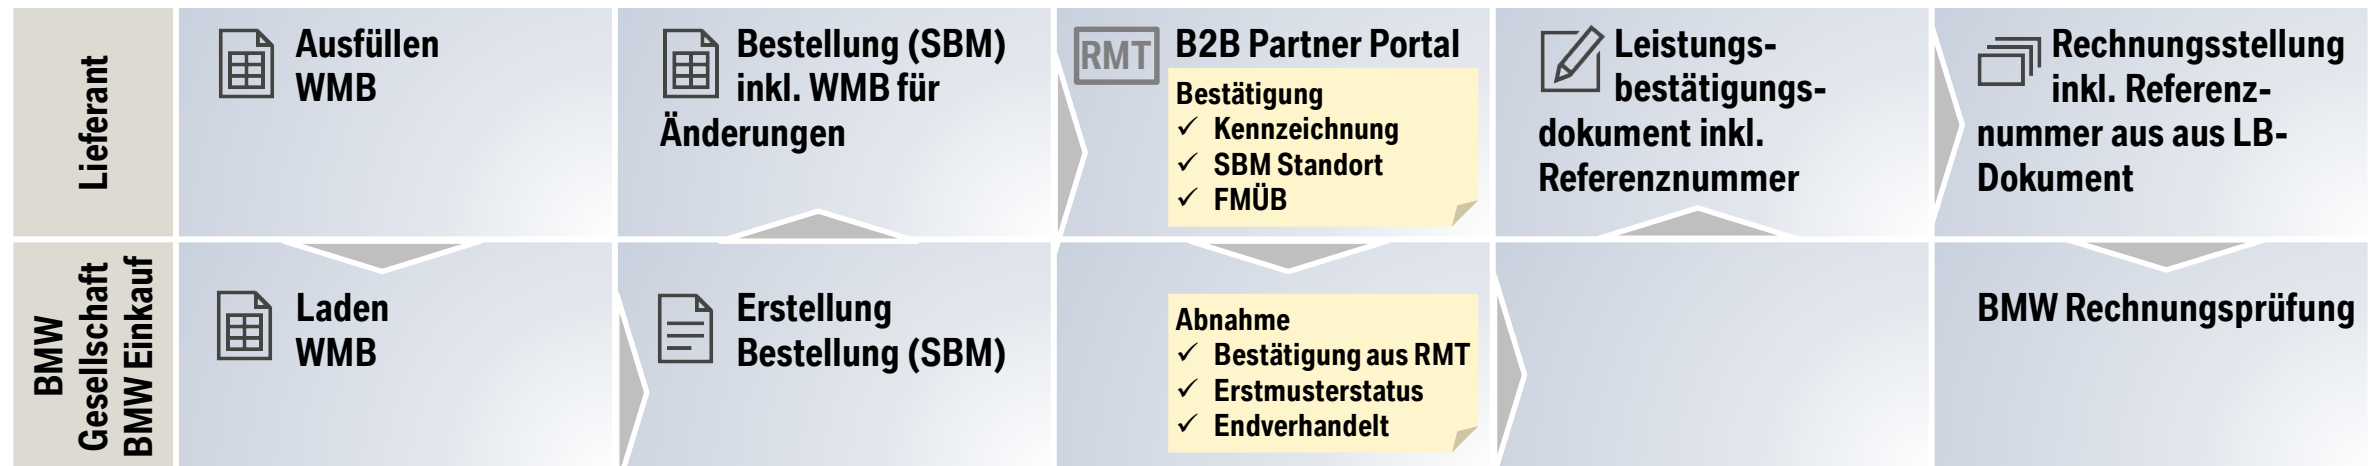 Lieferant
Ausfüllen
WMB
Bestellung (SBM)
inkl. WMB für
Änderungen
RMT
B2B Partner Portal
Bestätigung
✓ Kennzeichnung
✓ SBM Standort
✓ FMÜB
Leistungs-
bestätigungs-
dokument inkl.
Referenznummer
Rechnungsstellung
inkl. Referenz-
nummer aus aus LB-
Dokument
BMW
Gesellschaft
BMW Einkauf
Laden
WMB
Erstellung
Bestellung (SBM)
Abnahme
✓ Bestätigung aus RMT
✓ Erstmusterstatus
✓ Endverhandelt
BMW Rechnungsprüfung